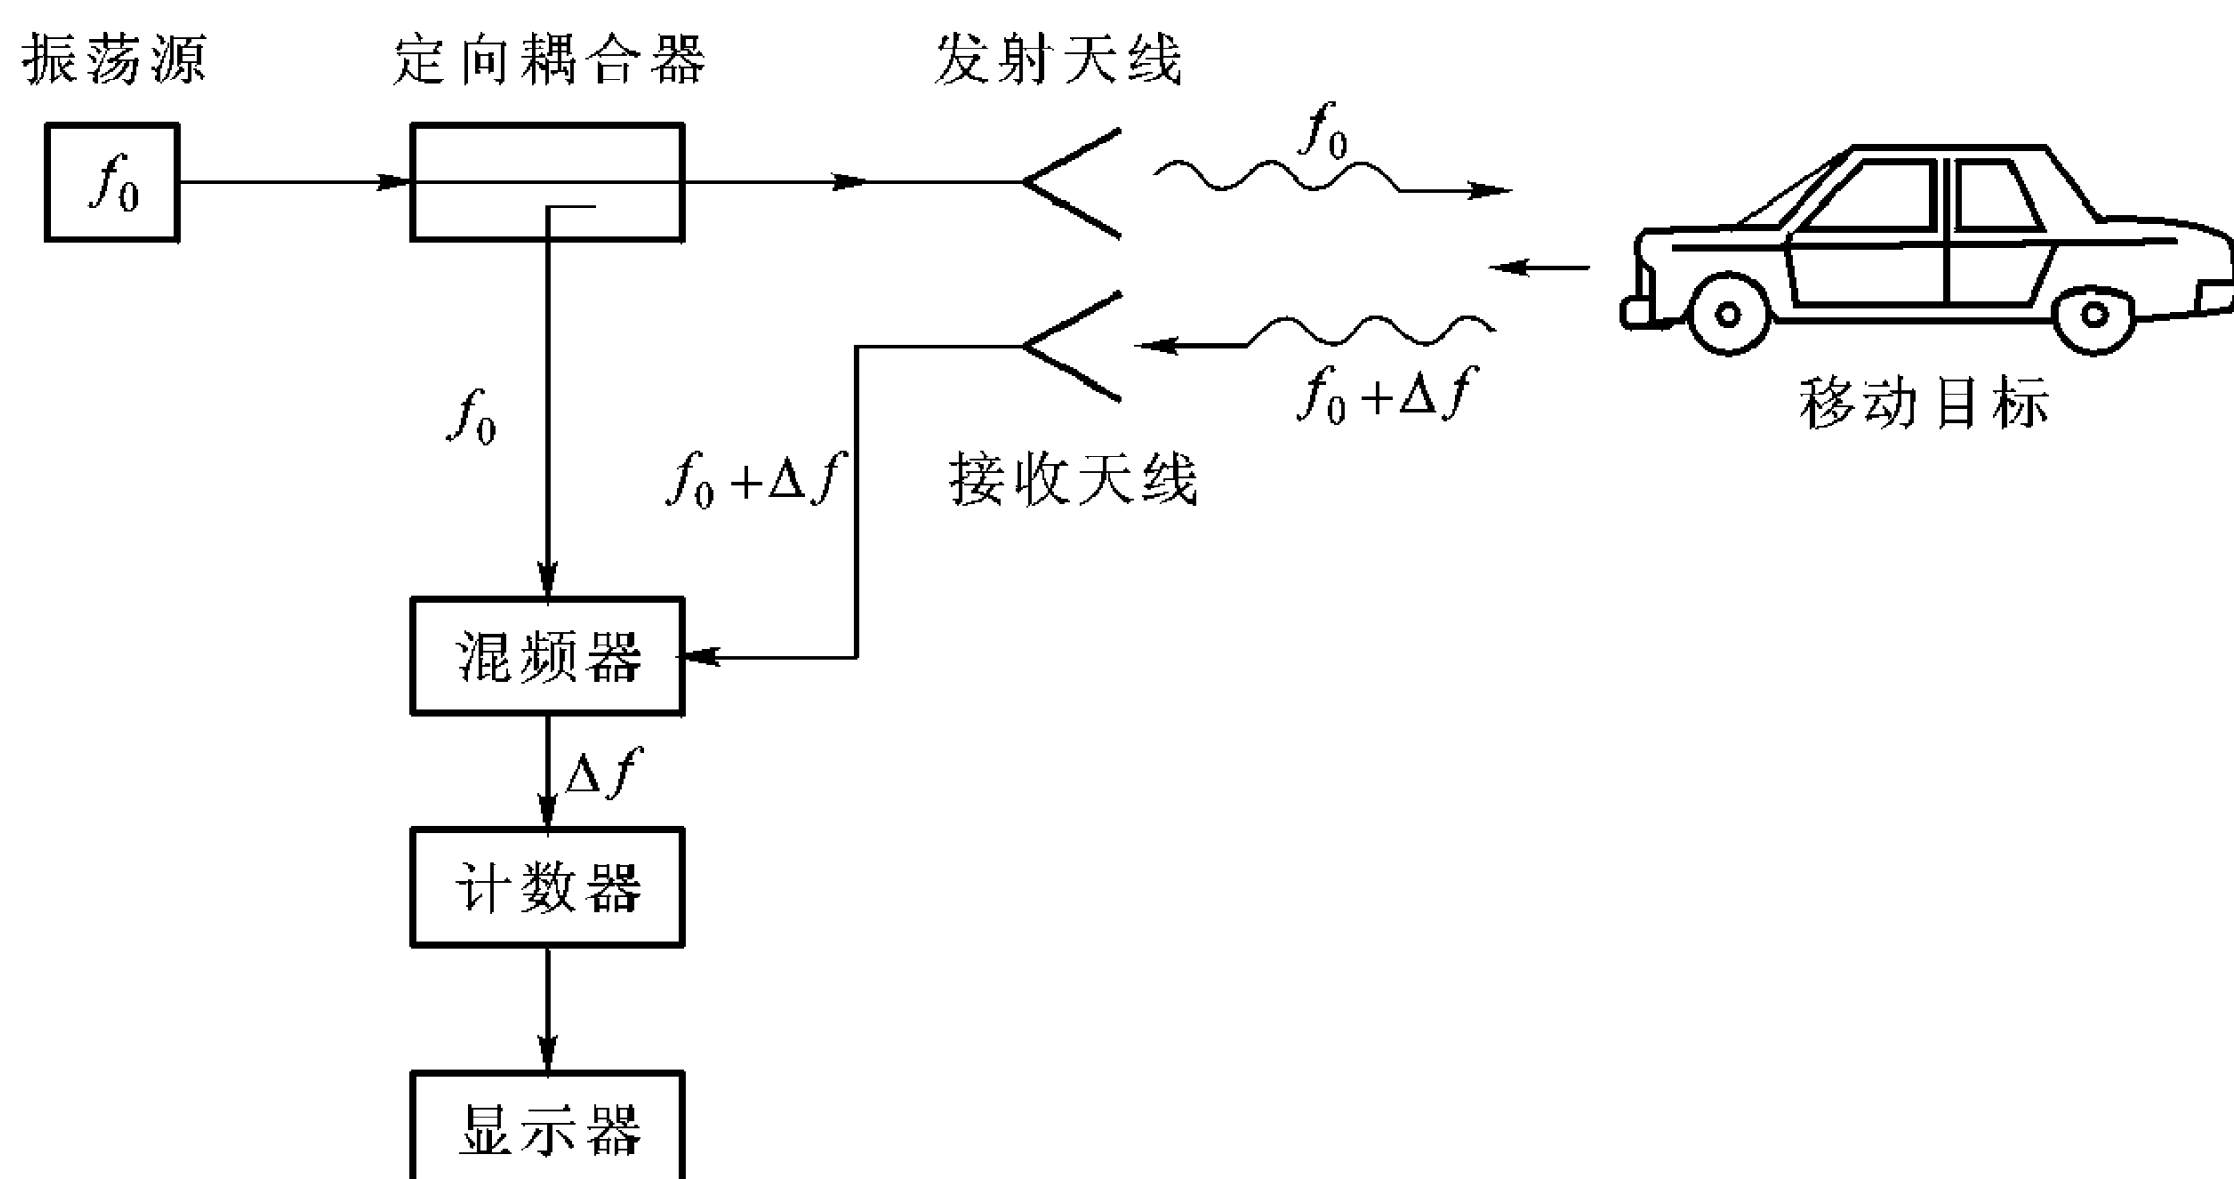 振荡源
定向耦合器
发射天线
f₀
f₀
移动目标
f₀+Δf
接收天线
f₀
f₀+Δf
混频器
Δf
计数器
显示器